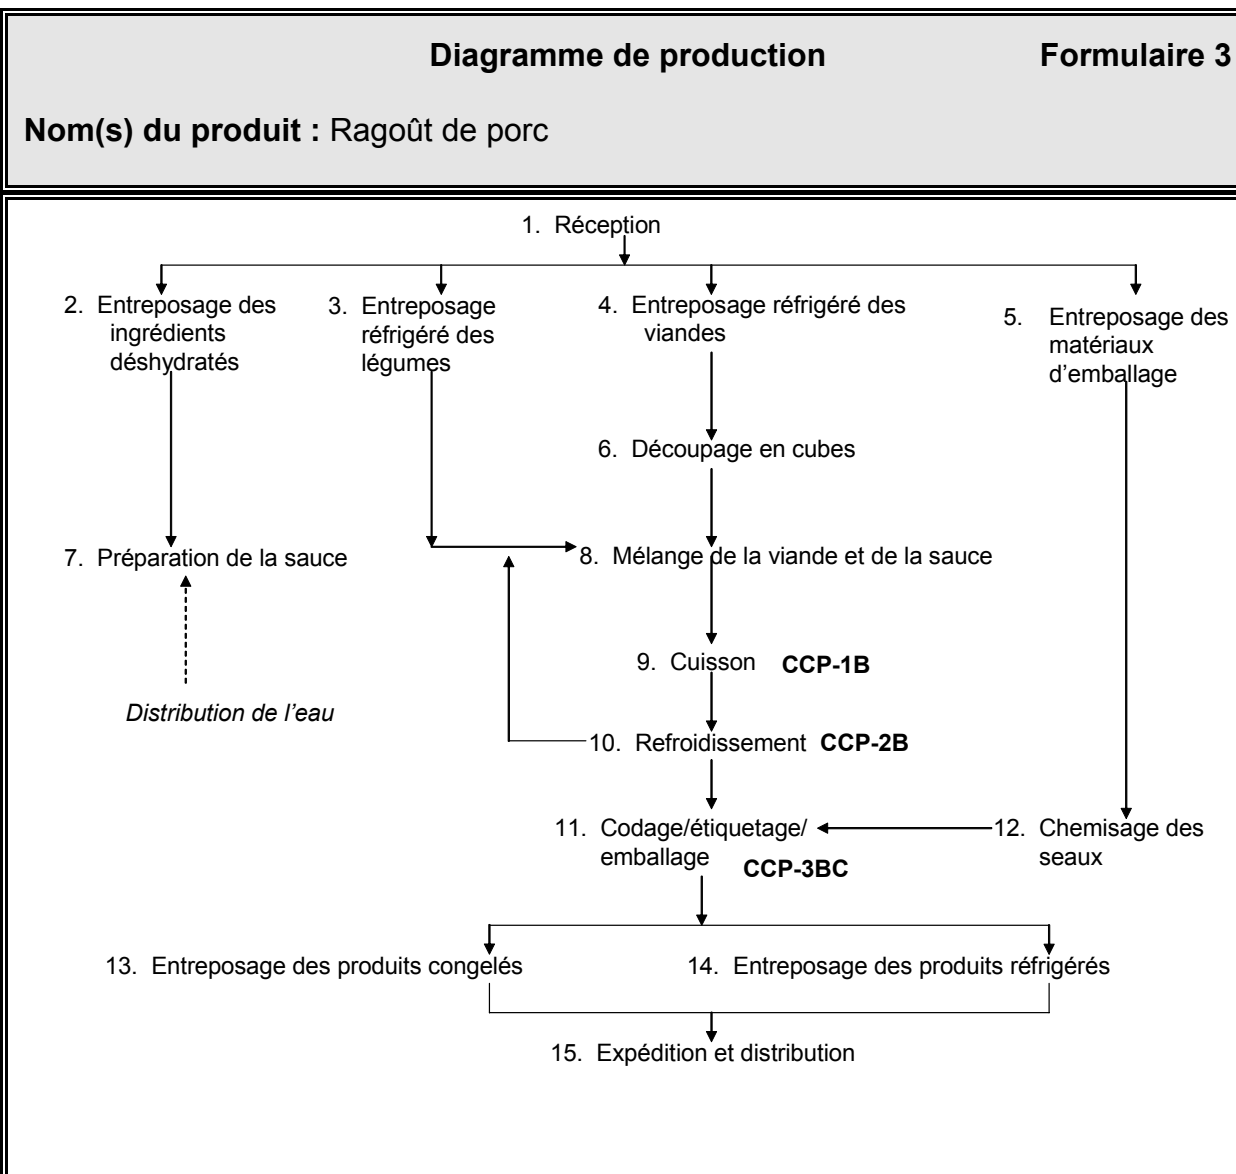 Diagramme de production Formulaire 3
Nom(s) du produit : Ragoût de porc
1. Réception
2. Entreposage des
ingrédients
déshydratés
3. Entreposage
réfrigéré des
légumes
4. Entreposage réfrigéré des
viandes
5. Entreposage des
matériaux
d’emballage
6. Découpage en cubes
7. Préparation de la sauce
8. Mélange de la viande et de la sauce
9. Cuisson CCP-1B
Distribution de l’eau
10. Refroidissement CCP-2B
11. Codage/étiquetage/
emballage
CCP-3BC
12. Chemisage des
seaux
13. Entreposage des produits congelés
14. Entreposage des produits réfrigérés
15. Expédition et distribution